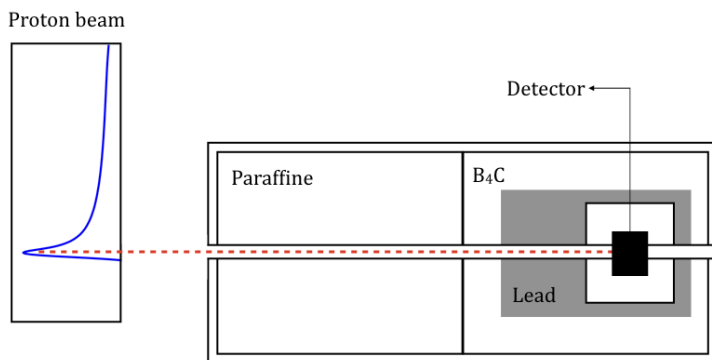 Proton beam
Detector
Paraffine
B₄C
Lead